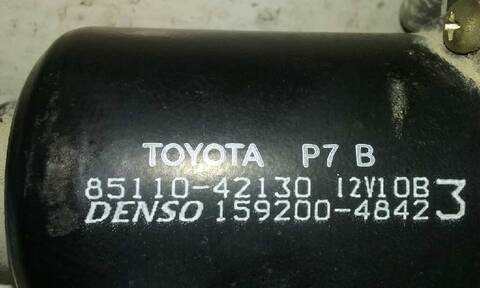 TOYOTA P7 B
85110-42130 12V10B
DENSO 159200-4842 3